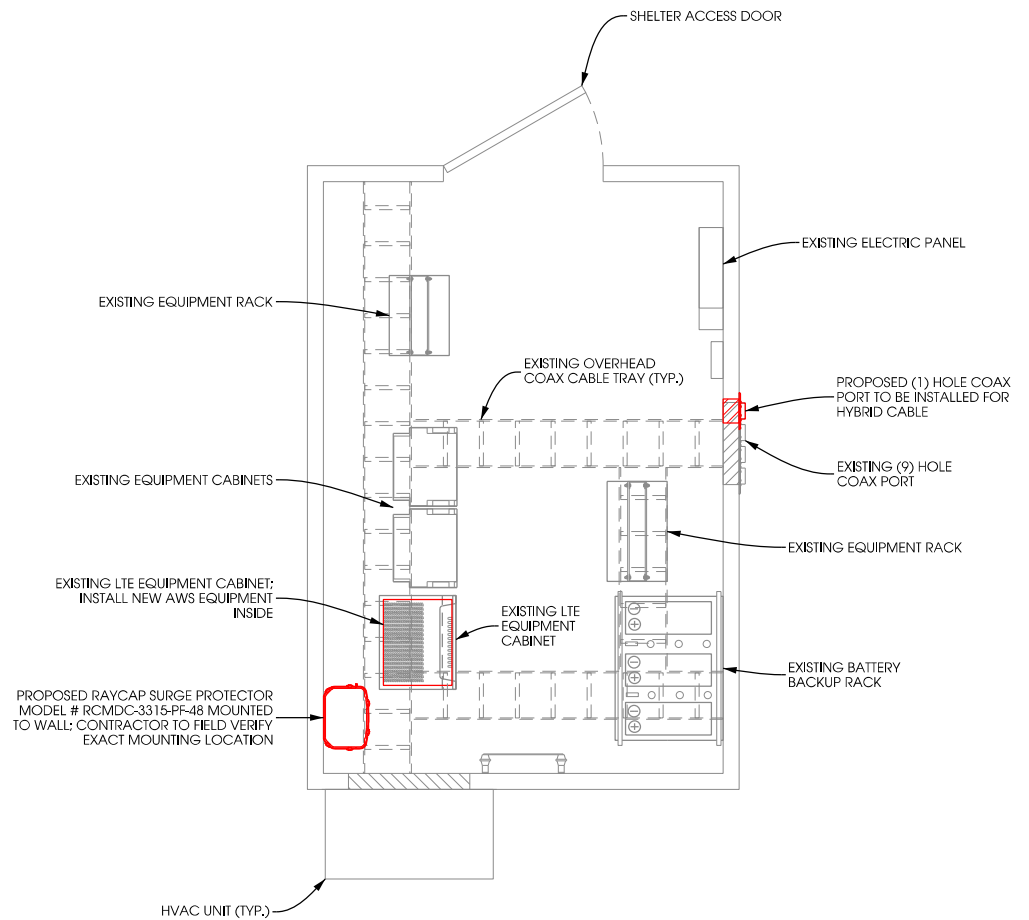 SHELTER ACCESS DOOR
EXISTING ELECTRIC PANEL
EXISTING EQUIPMENT RACK
EXISTING OVERHEAD
COAX CABLE TRAY (TYP.)
PROPOSED (1) HOLE COAX
PORT TO BE INSTALLED FOR
HYBRID CABLE
EXISTING (9) HOLE
COAX PORT
EXISTING EQUIPMENT CABINETS
EXISTING EQUIPMENT RACK
EXISTING LTE EQUIPMENT CABINET;
INSTALL NEW AWS EQUIPMENT
INSIDE
EXISTING LTE
EQUIPMENT
CABINET
EXISTING BATTERY
BACKUP RACK
PROPOSED RAYCAP SURGE PROTECTOR
MODEL # RCMDC-3315-PF-48 MOUNTED
TO WALL; CONTRACTOR TO FIELD VERIFY
EXACT MOUNTING LOCATION
HVAC UNIT (TYP.)